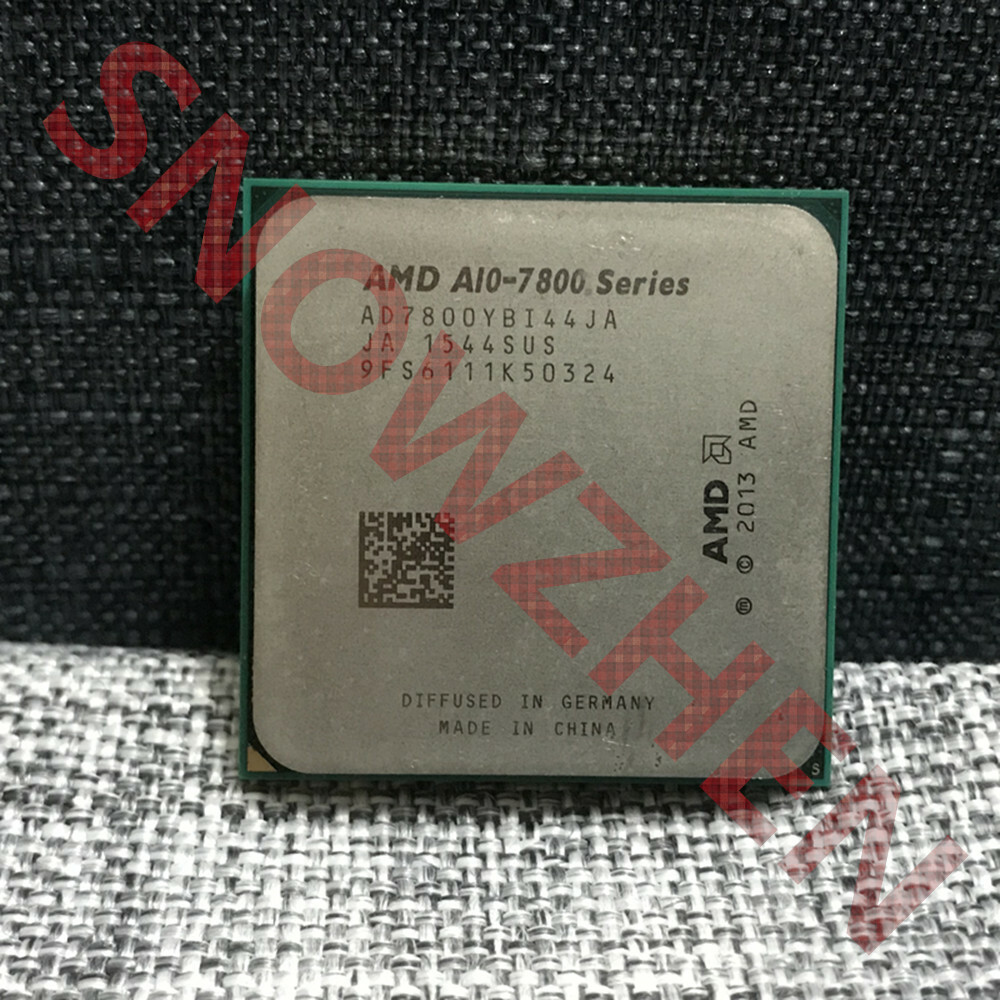 SNOWZHEN
AMD A10-7800 Series
AD7800YBI44JA
JA 1544SUS
9FS6111K50324
AMD
ⓜ © 2013 AMD
DIFFUSED IN GERMANY
MADE IN CHINA
S